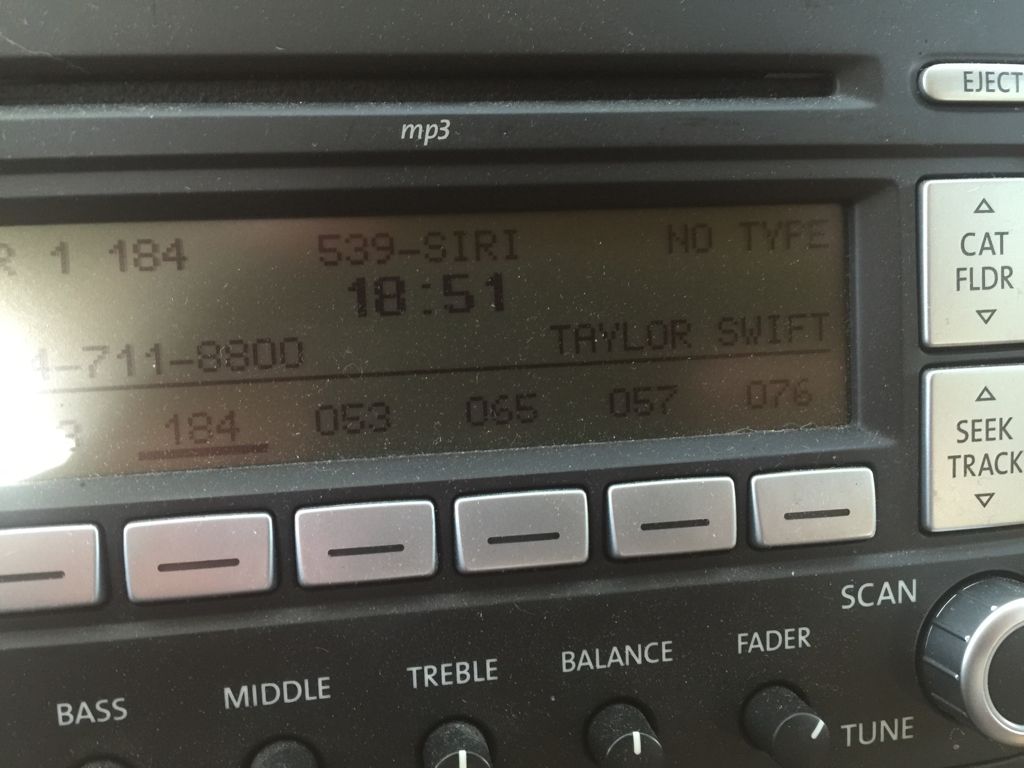 EJECT
mp3
R 1 184 539-SIRI NO TYPE
18:51
-711-8800 TAYLOR SWIFT
184 053 065 057 076
CAT
FLDR
SEEK
TRACK
SCAN
BASS MIDDLE TREBLE BALANCE FADER
TUNE